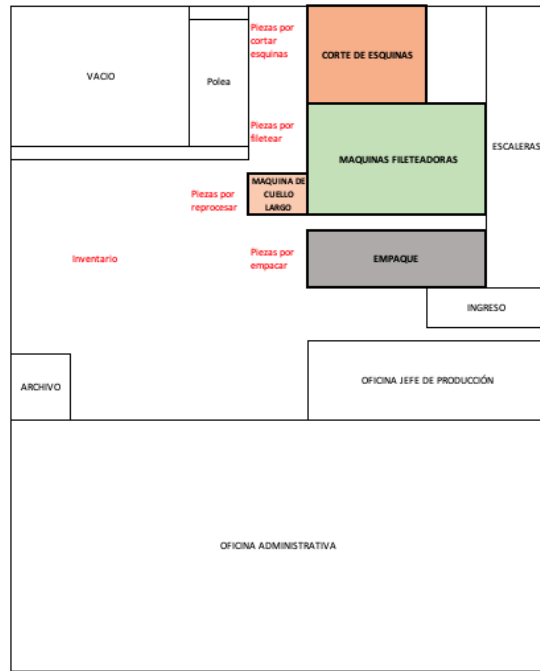 Piezas por
cortar
esquinas
CORTE DE ESQUINAS
VACIO
Polea
Piezas por
filetear
MAQUINAS FILETEADORAS
ESCALERAS
MAQUINA DE
CUELLO
LARGO
Piezas por
reprocesar
Inventario
Piezas por
empacar
EMPAQUE
INGRESO
ARCHIVO
OFICINA JEFE DE PRODUCCIÓN
OFICINA ADMINISTRATIVA